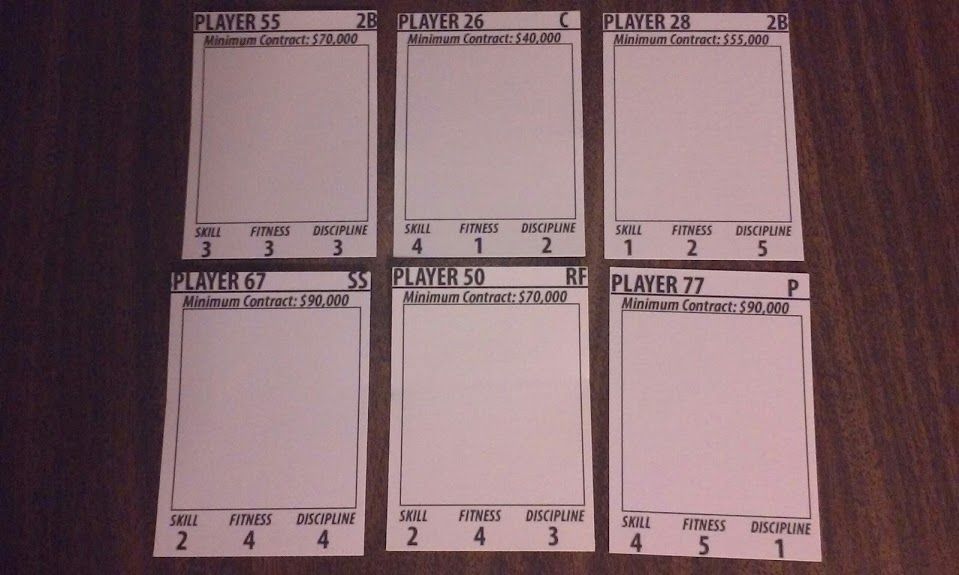 PLAYER 55 2B
Minimum Contract: $70,000
SKILL FITNESS DISCIPLINE
3 3 3
PLAYER 26 C
Minimum Contract: $40,000
SKILL FITNESS DISCIPLINE
4 1 2
PLAYER 28 2B
Minimum Contract: $55,000
SKILL FITNESS DISCIPLINE
1 2 5
PLAYER 67 SS
Minimum Contract: $90,000
SKILL FITNESS DISCIPLINE
2 4 4
PLAYER 50 RF
Minimum Contract: $70,000
SKILL FITNESS DISCIPLINE
2 4 3
PLAYER 77 P
Minimum Contract: $90,000
SKILL FITNESS DISCIPLINE
4 5 1